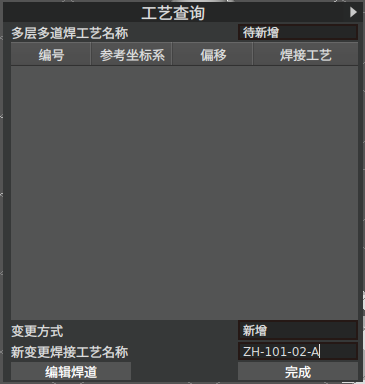 工艺查询
多层多道焊工艺名称 待新增
编号 参考坐标系 偏移 焊接工艺
变更方式 新增
新变更焊接工艺名称 ZH-101-02-A
编辑焊道 完成